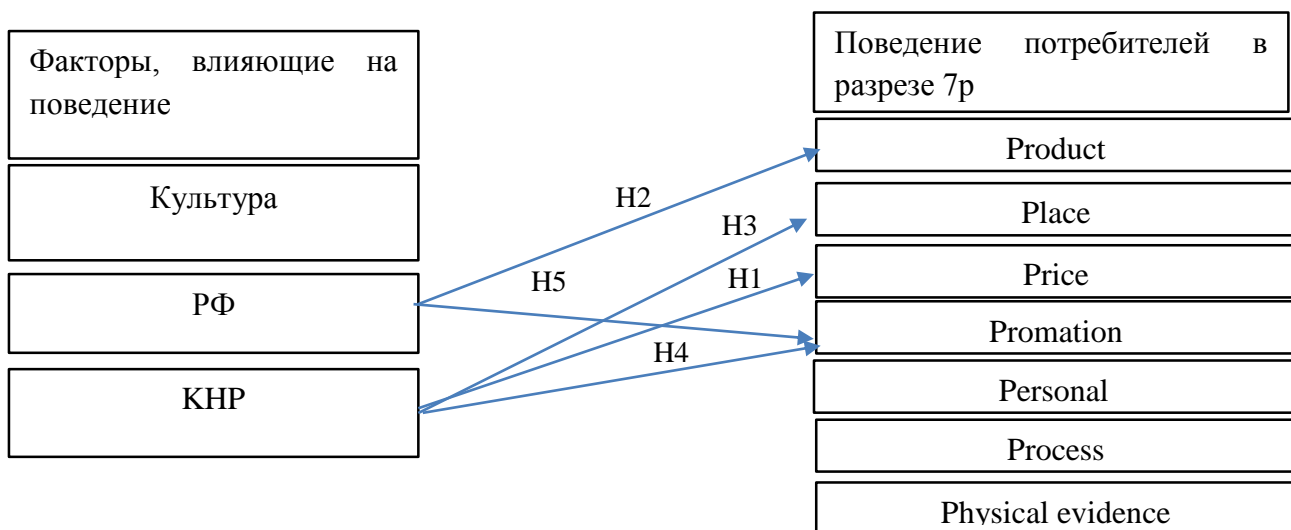 Факторы, влияющие на
поведение
Культура
РФ
КНР
H2
H3
H5
H1
H4
Поведение потребителей в
разрезе 7р
Product
Place
Price
Promation
Personal
Process
Physical evidence